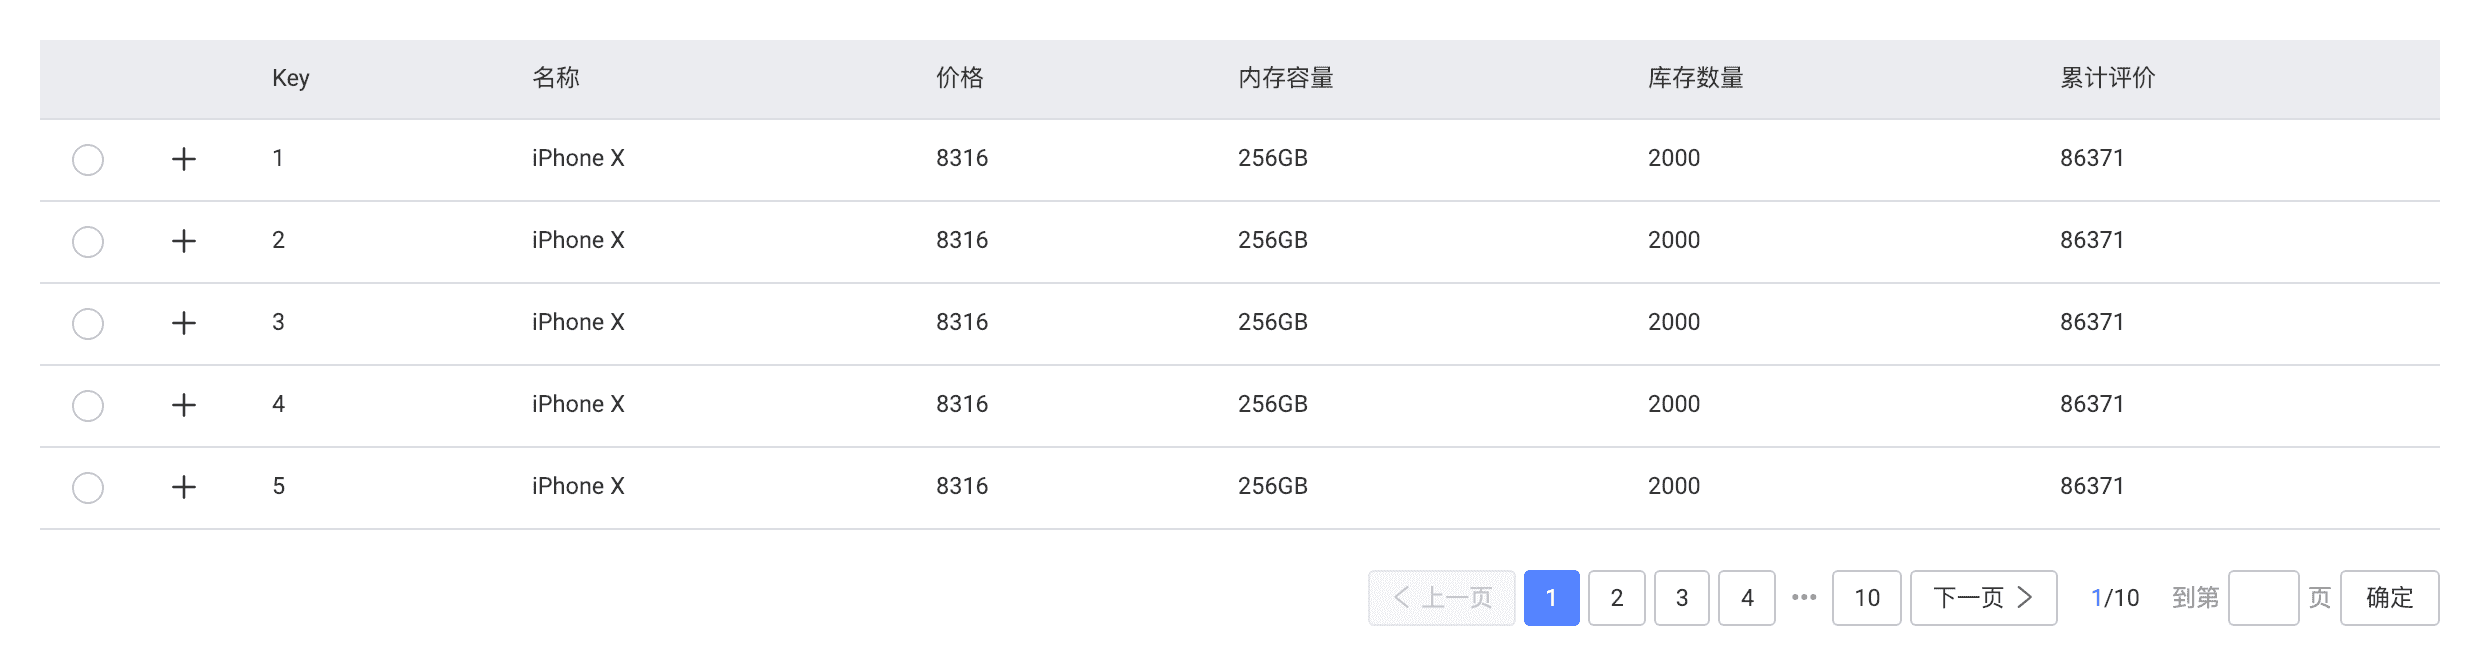 Key 名称 价格 内存容量 库存数量 累计评价
1 iPhone X 8316 256GB 2000 86371
2 iPhone X 8316 256GB 2000 86371
3 iPhone X 8316 256GB 2000 86371
4 iPhone X 8316 256GB 2000 86371
5 iPhone X 8316 256GB 2000 86371
上一页 1 2 3 4 ••• 10 下一页 1/10 到第 页 确定